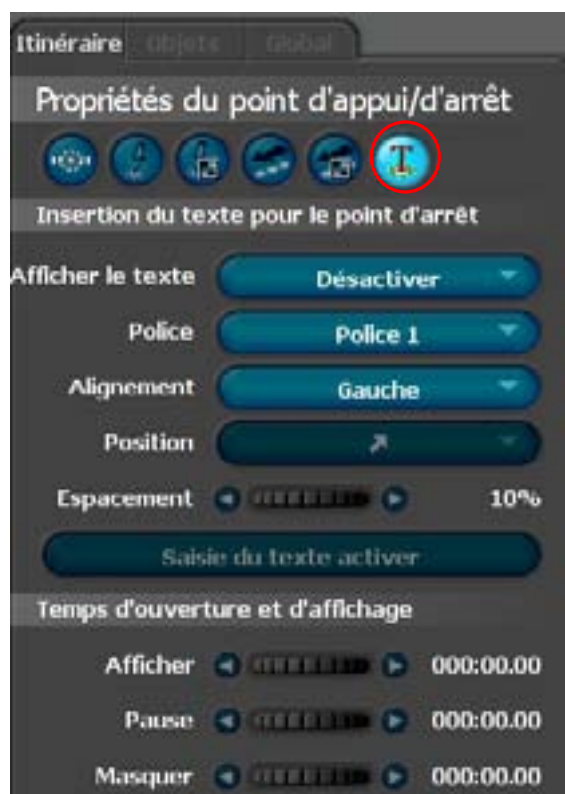 Itinéraire Objets Global
Propriétés du point d'appui/d'arrêt
T
Insertion du texte pour le point d'arrêt
Afficher le texte Désactiver
Police Police 1
Alignement Gauche
Position
Espacement 10%
Saisie du texte activer
Temps d'ouverture et d'affichage
Afficher 000:00.00
Pause 000:00.00
Masquer 000:00.00